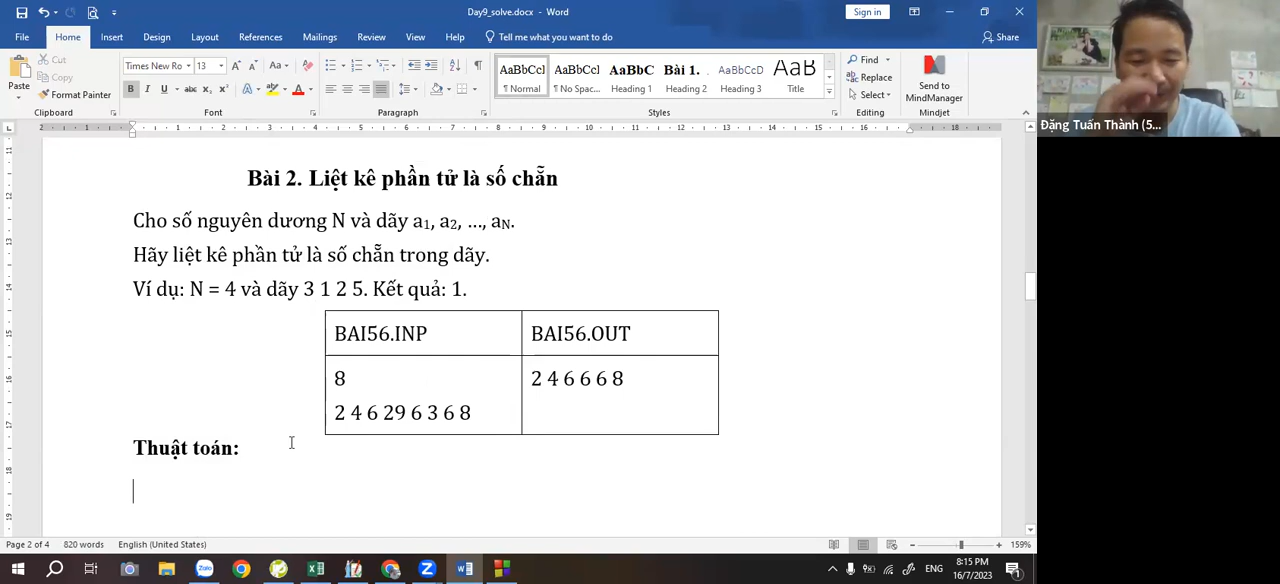 Day9_solve.docx - Word
Sign in
File Home Insert Design Layout References Mailings Review View Help Tell me what you want to do Share
Paste
Cut
Copy
Format Painter
Times New Ro 13
AaBbCcl AaBbCcl AaBbC Bài 1. AaBbCcD AaB
¶ Normal ¶ No Spac... Heading 1 Heading 2 Heading 3 Title
Find
Replace
Select
Send to
MindManager
Clipboard Font Paragraph Styles Editing Mindjet
Đặng Tuấn Thành (5...
Bài 2. Liệt kê phần tử là số chẵn
Cho số nguyên dương N và dãy a1, a2, ..., aN.
Hãy liệt kê phần tử là số chẵn trong dãy.
Ví dụ: N = 4 và dãy 3 1 2 5. Kết quả: 1.
BAI56.INP BAI56.OUT
8 2 4 6 6 6 8
2 4 6 29 6 3 6 8
Thuật toán:
Page 2 of 4 820 words English (United States) 159%
ENG 8:15 PM
16/7/2023